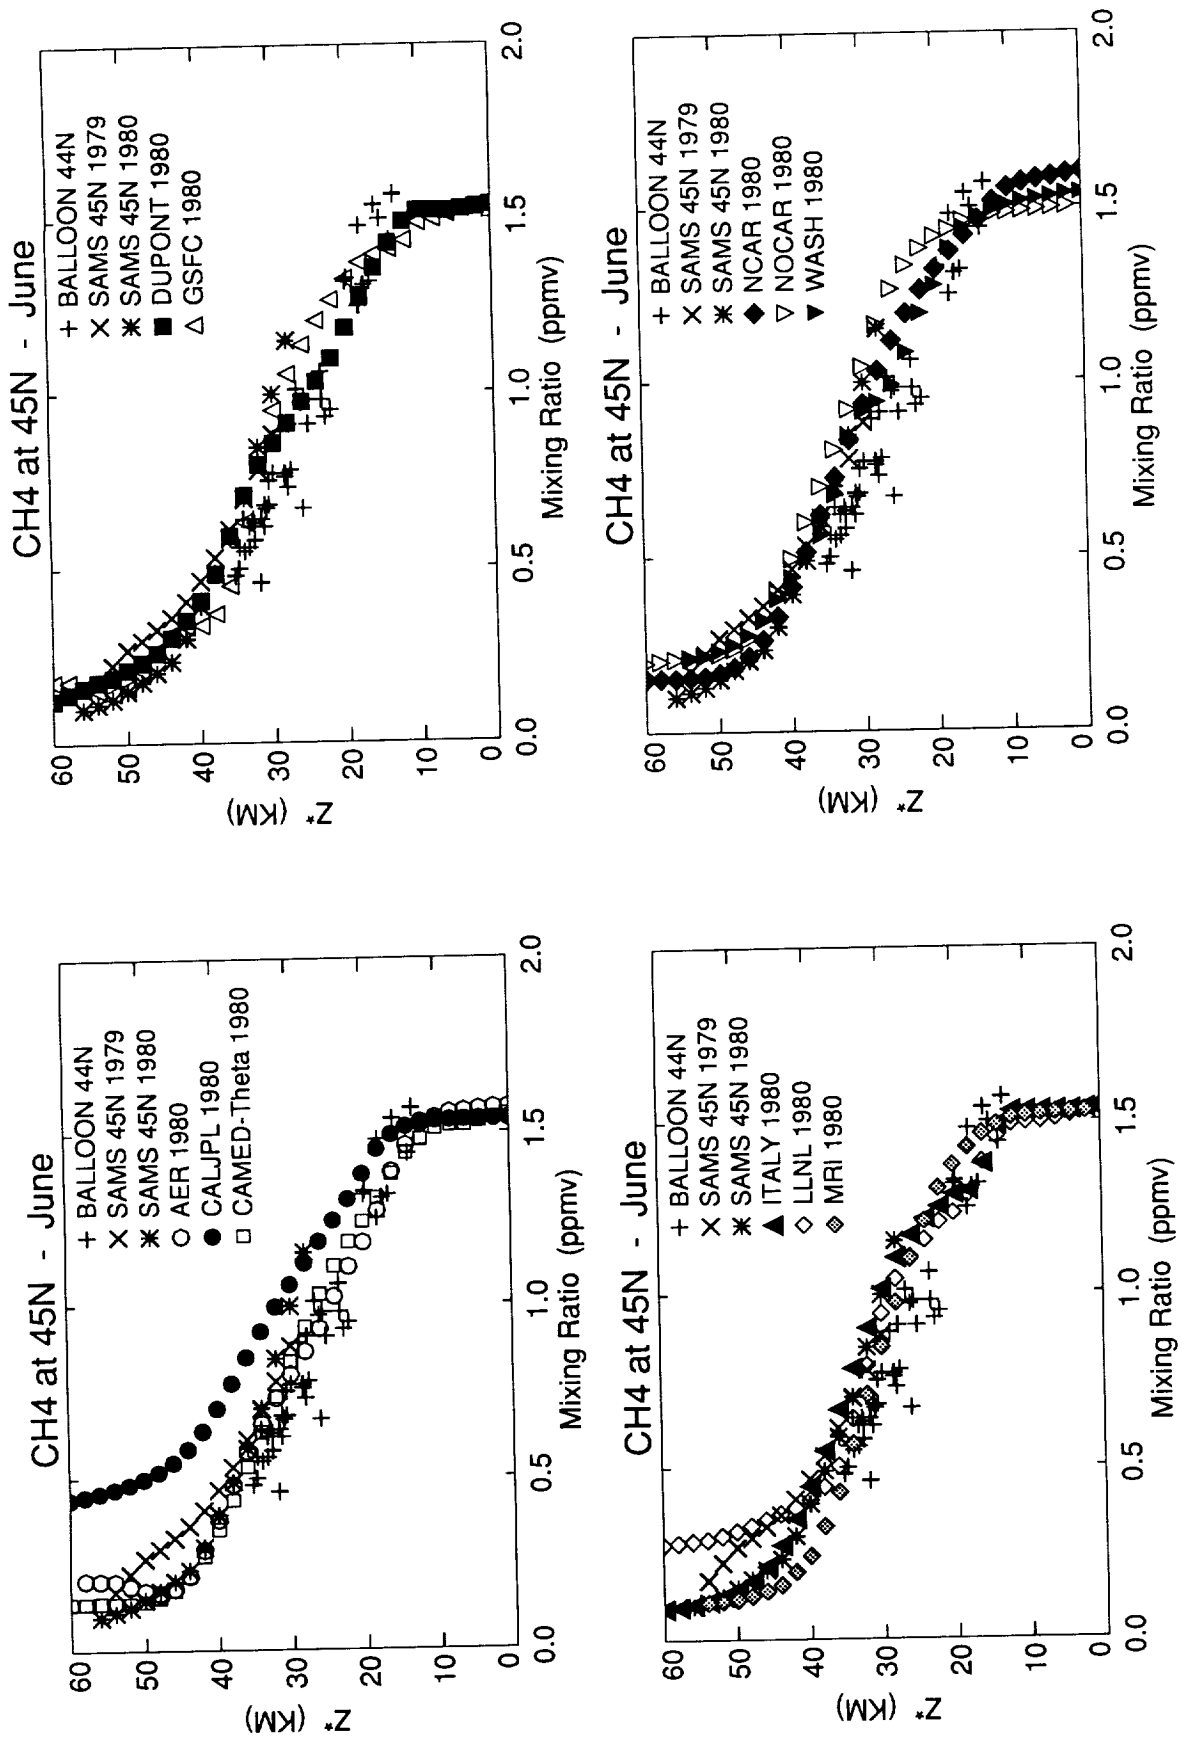 CH4 at 45N - June
+ BALLOON 44N
× SAMS 45N 1979
SAMS 45N 1980
○ AER 1980
● CALJPL 1980
□ CAMED-Theta 1980
60
50
40
30
20
10
0
Z* (KM)
0.0
0.5
1.0
1.5
2.0
Mixing Ratio (ppmv)
CH4 at 45N - June
+ BALLOON 44N
× SAMS 45N 1979
SAMS 45N 1980
■ DUPONT 1980
△ GSFC 1980
60
50
40
30
20
10
0
Z* (KM)
0.0
0.5
1.0
1.5
2.0
Mixing Ratio (ppmv)
CH4 at 45N - June
+ BALLOON 44N
× SAMS 45N 1979
SAMS 45N 1980
▲ ITALY 1980
◇ LLNL 1980
MRI 1980
60
50
40
30
20
10
0
Z* (KM)
0.0
0.5
1.0
1.5
2.0
Mixing Ratio (ppmv)
CH4 at 45N - June
+ BALLOON 44N
× SAMS 45N 1979
SAMS 45N 1980
◆ NCAR 1980
▽ NOCAR 1980
▼ WASH 1980
60
50
40
30
20
10
0
Z* (KM)
0.0
0.5
1.0
1.5
2.0
Mixing Ratio (ppmv)